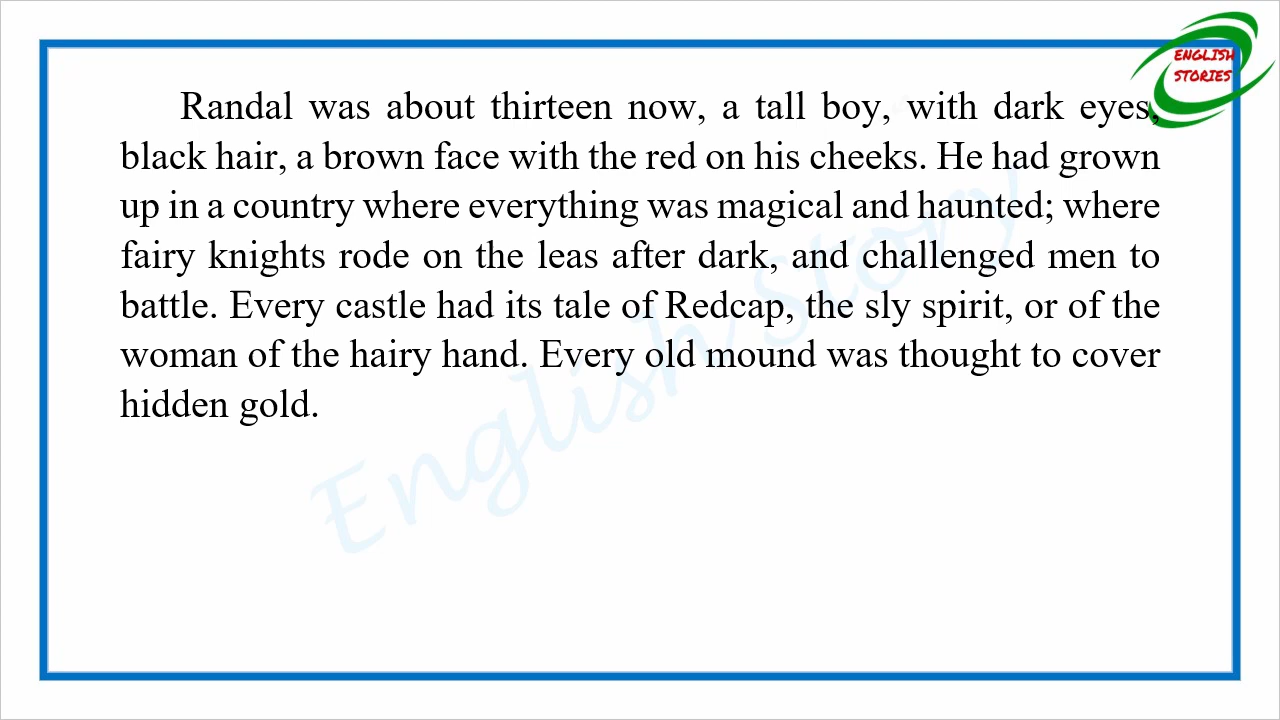 ENGLISH
STORIES
Randal was about thirteen now, a tall boy, with dark eyes,
black hair, a brown face with the red on his cheeks. He had grown
up in a country where everything was magical and haunted; where
fairy knights rode on the leas after dark, and challenged men to
battle. Every castle had its tale of Redcap, the sly spirit, or of the
woman of the hairy hand. Every old mound was thought to cover
hidden gold.
English Story